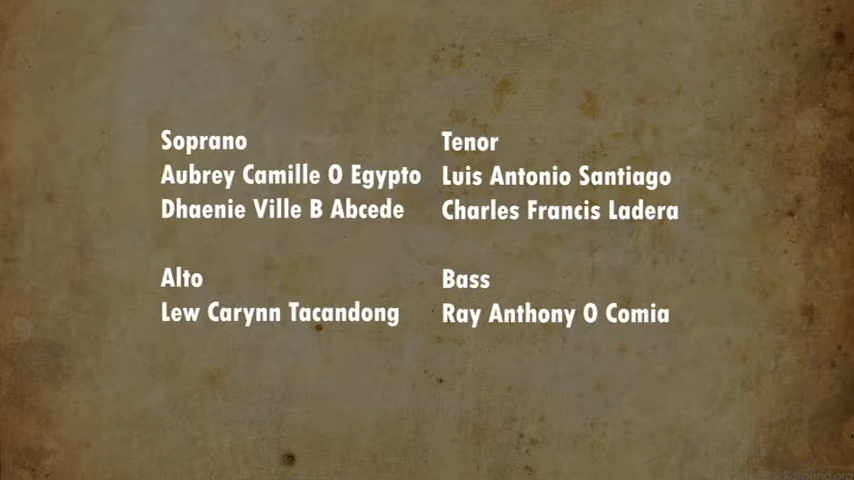 Soprano
Aubrey Camille O Egypto
Dhaenie Ville B Abcede
Alto
Lew Carynn Tacandong
Tenor
Luis Antonio Santiago
Charles Francis Ladera
Bass
Ray Anthony O Comia